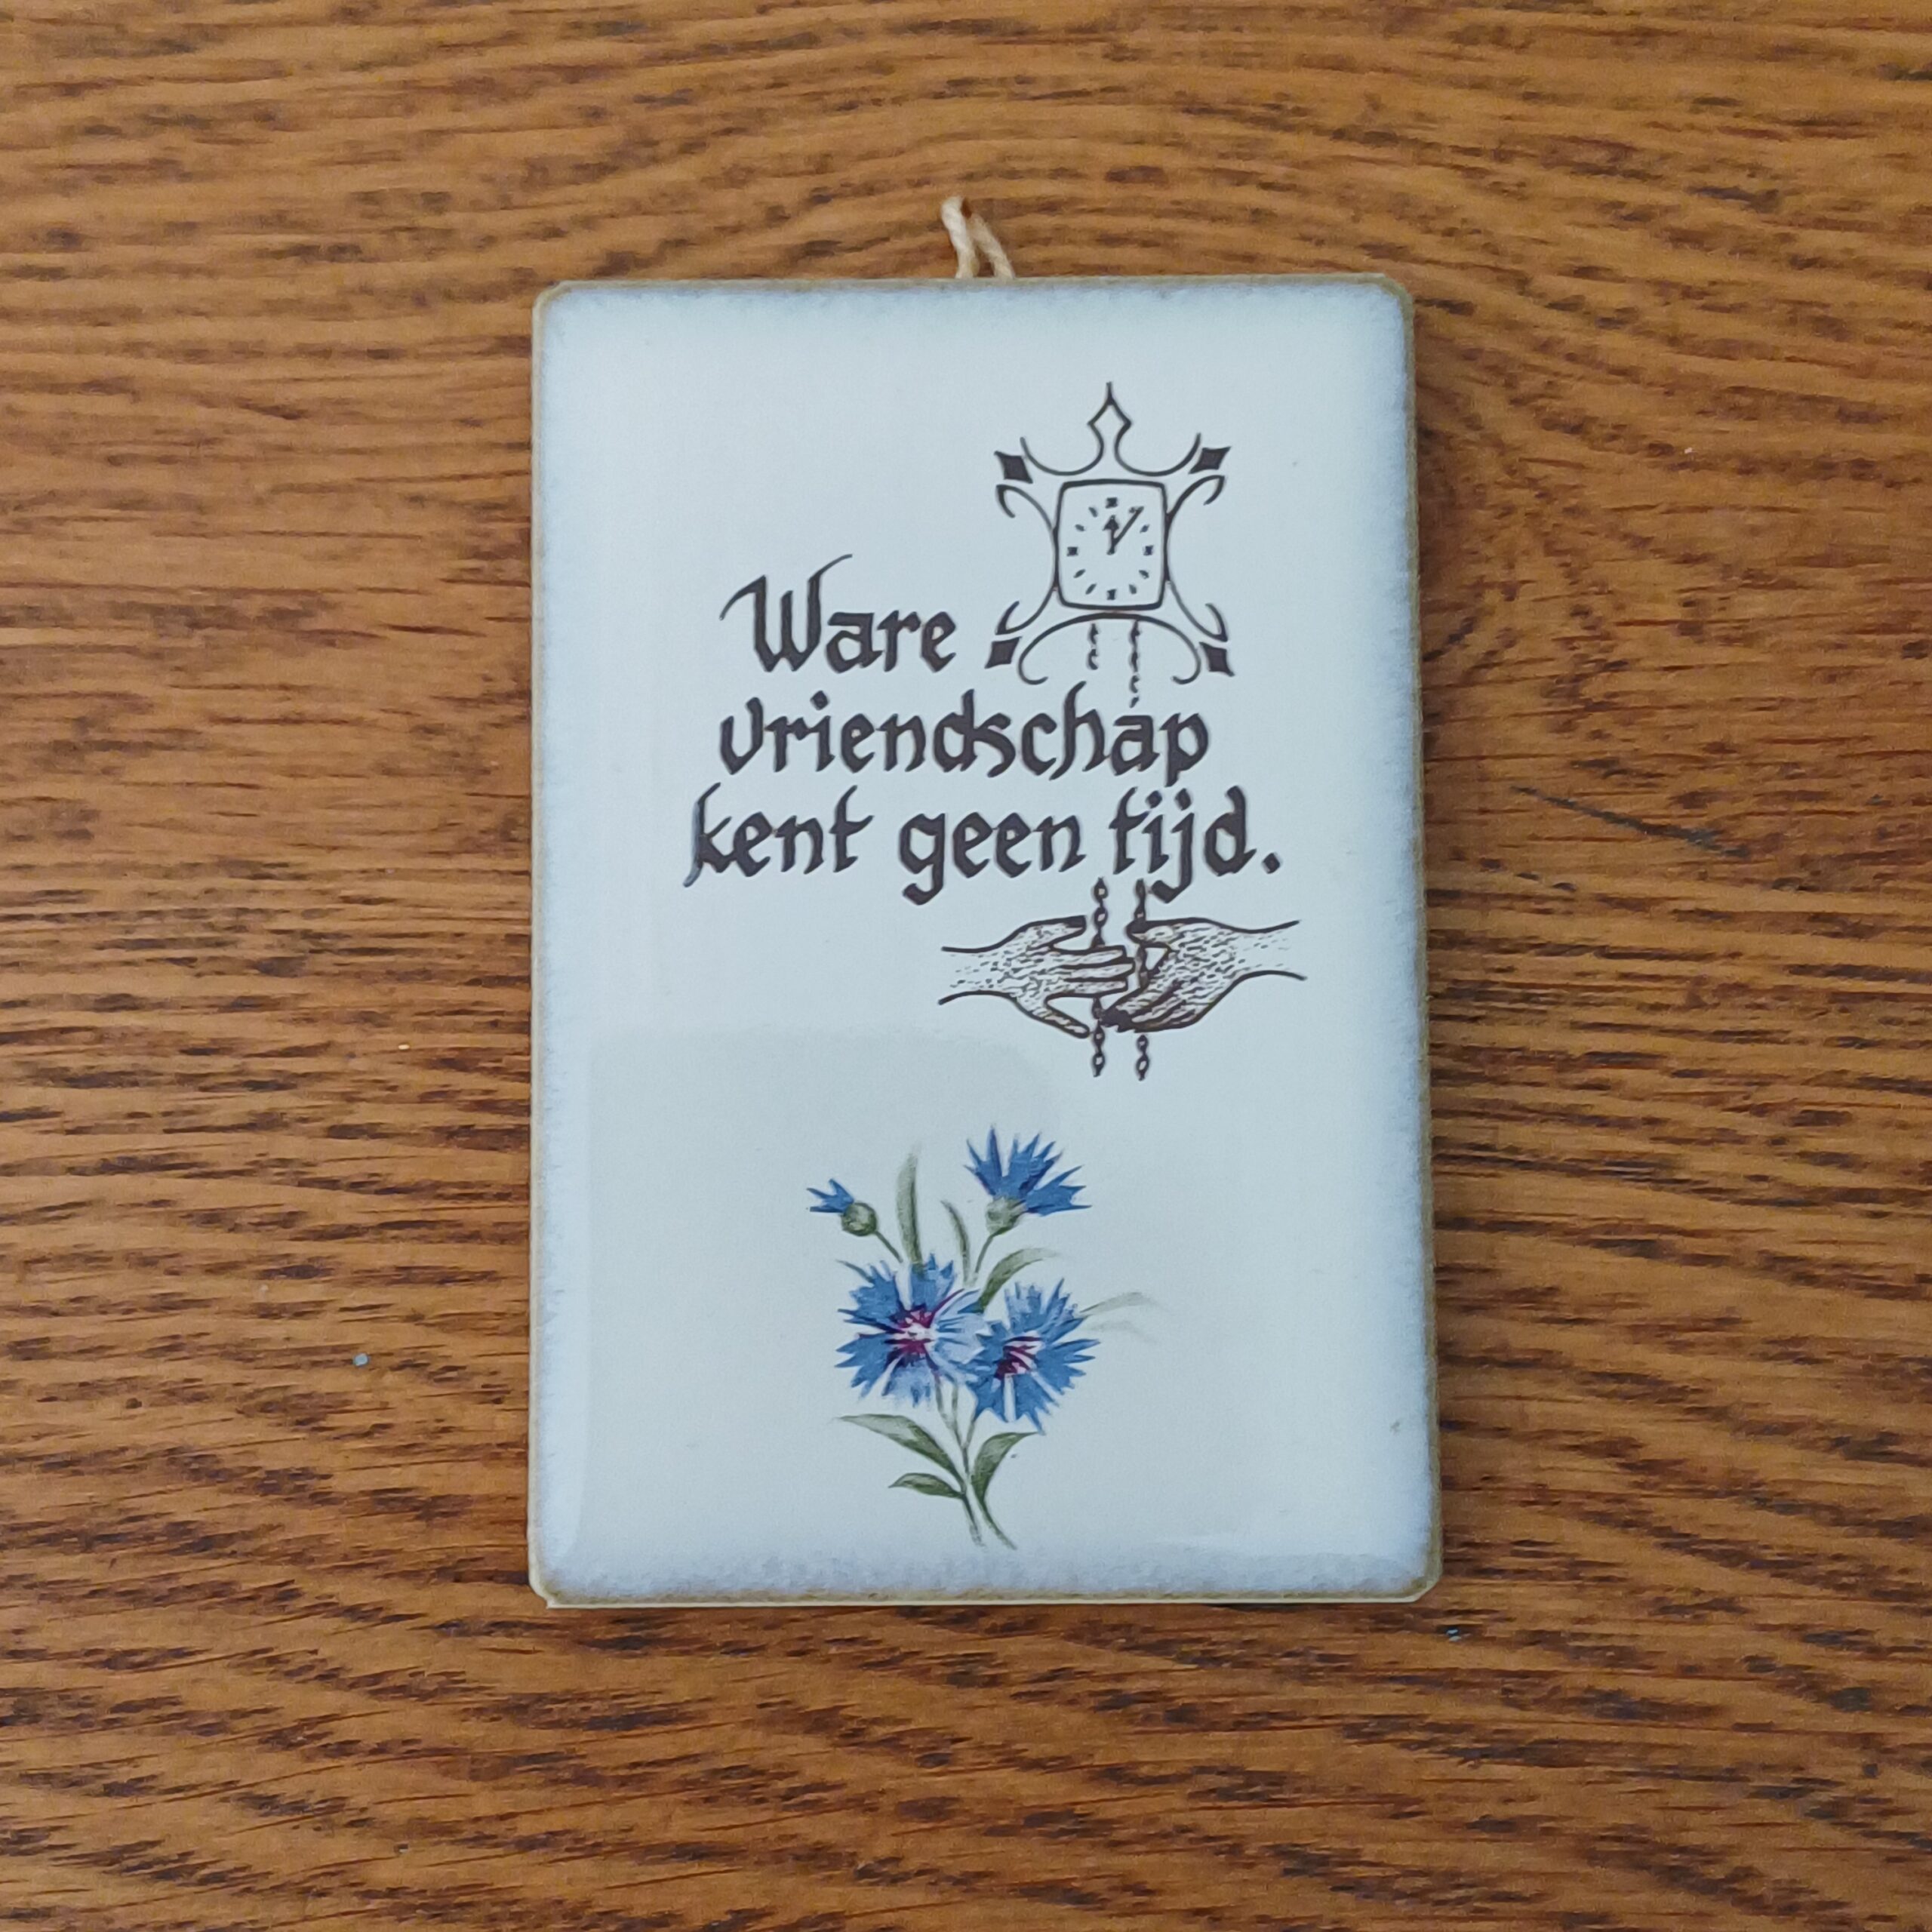 Ware
vriendschap
kent geen tijd.